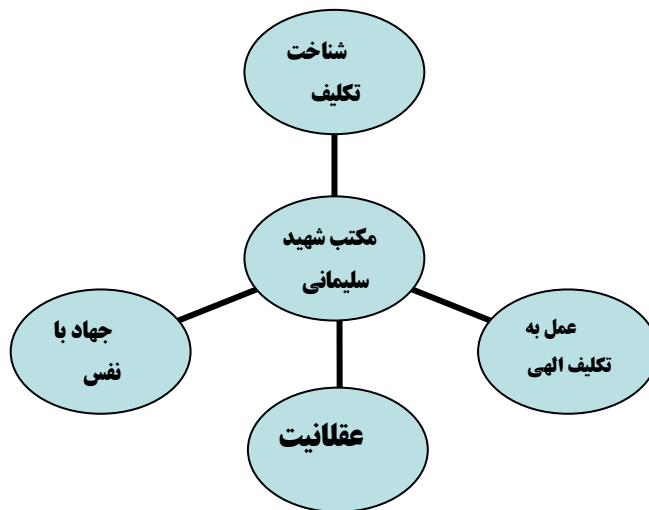 شناخت
تکلیف
مکتب شهید
سلیمانی
عمل به
تکلیف الهی
جهاد با
نفس
عقلانیت